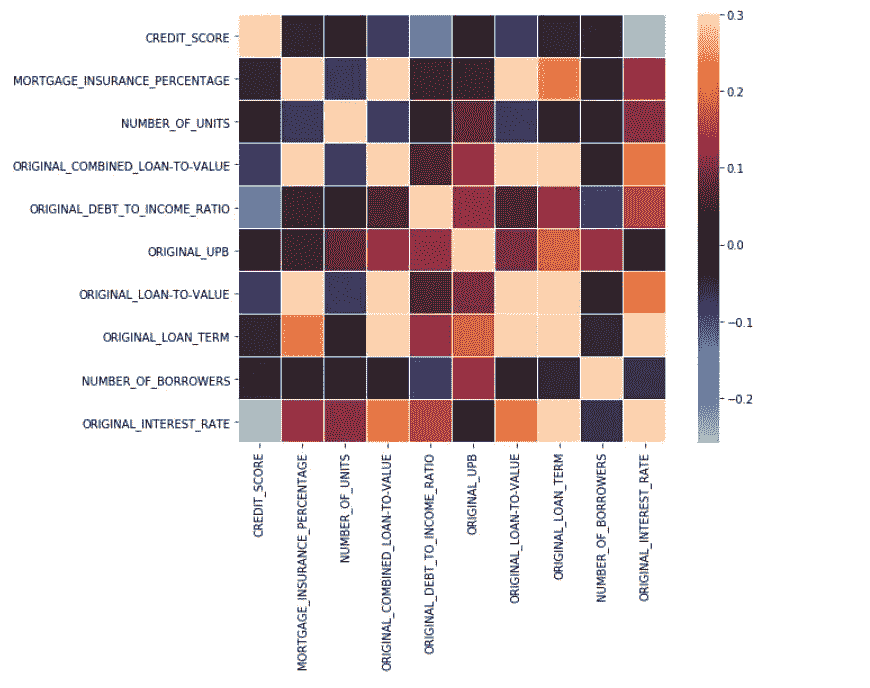 CREDIT_SCORE
MORTGAGE_INSURANCE_PERCENTAGE
NUMBER_OF_UNITS
ORIGINAL_COMBINED_LOAN-TO-VALUE
ORIGINAL_DEBT_TO_INCOME_RATIO
ORIGINAL_UPB
ORIGINAL_LOAN-TO-VALUE
ORIGINAL_LOAN_TERM
NUMBER_OF_BORROWERS
ORIGINAL_INTEREST_RATE
CREDIT_SCORE
MORTGAGE_INSURANCE_PERCENTAGE
NUMBER_OF_UNITS
ORIGINAL_COMBINED_LOAN-TO-VALUE
ORIGINAL_DEBT_TO_INCOME_RATIO
ORIGINAL_UPB
ORIGINAL_LOAN-TO-VALUE
ORIGINAL_LOAN_TERM
NUMBER_OF_BORROWERS
ORIGINAL_INTEREST_RATE
0.3
0.2
0.1
0.0
−0.1
−0.2